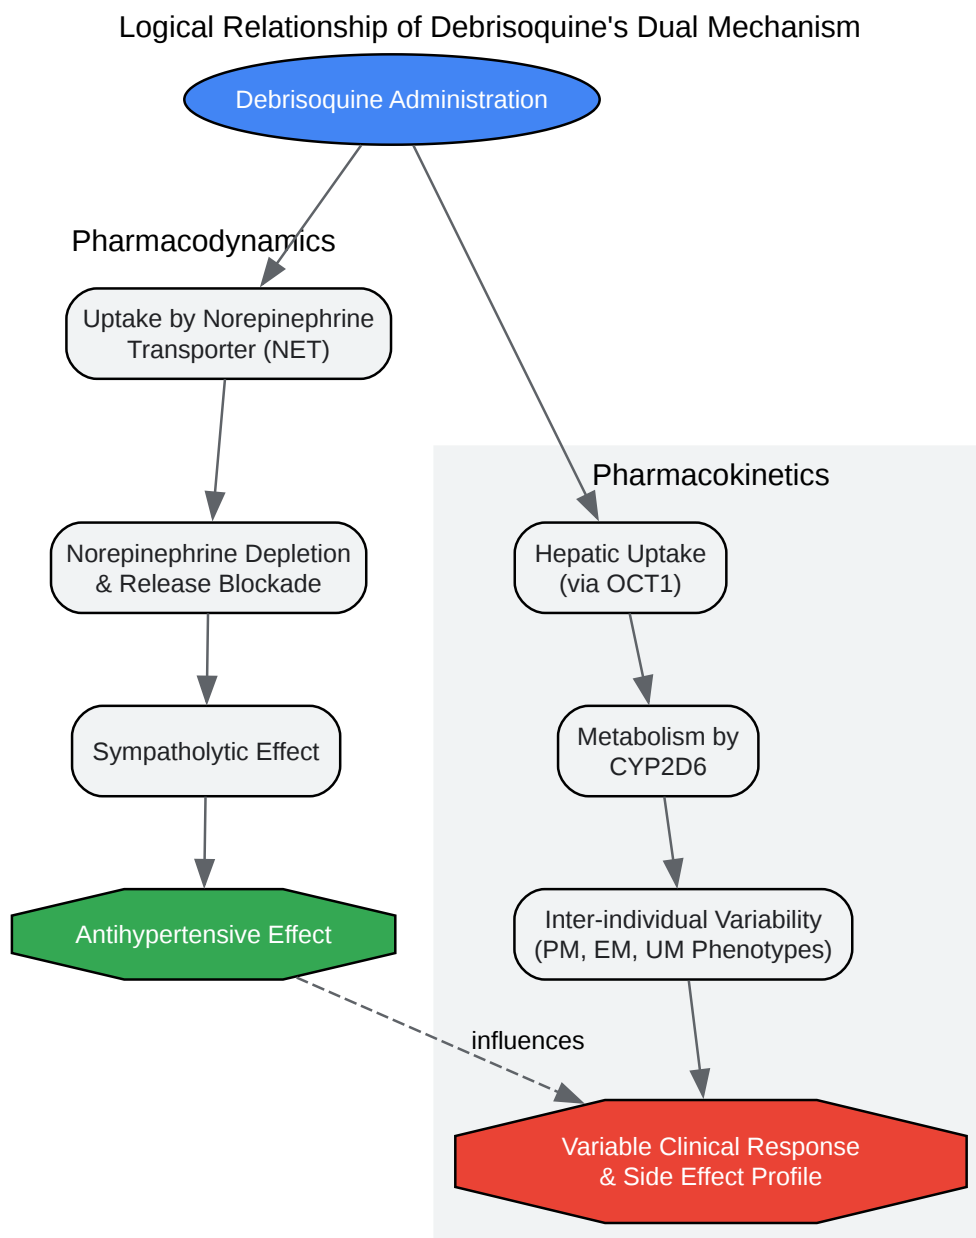 Logical Relationship of Debrisoquine's Dual Mechanism
Debrisoquine Administration
Pharmacodynamics
Uptake by Norepinephrine
Transporter (NET)
Norepinephrine Depletion
& Release Blockade
Sympatholytic Effect
Antihypertensive Effect
Pharmacokinetics
Hepatic Uptake
(via OCT1)
Metabolism by
CYP2D6
Inter-individual Variability
(PM, EM, UM Phenotypes)
influences
Variable Clinical Response
& Side Effect Profile